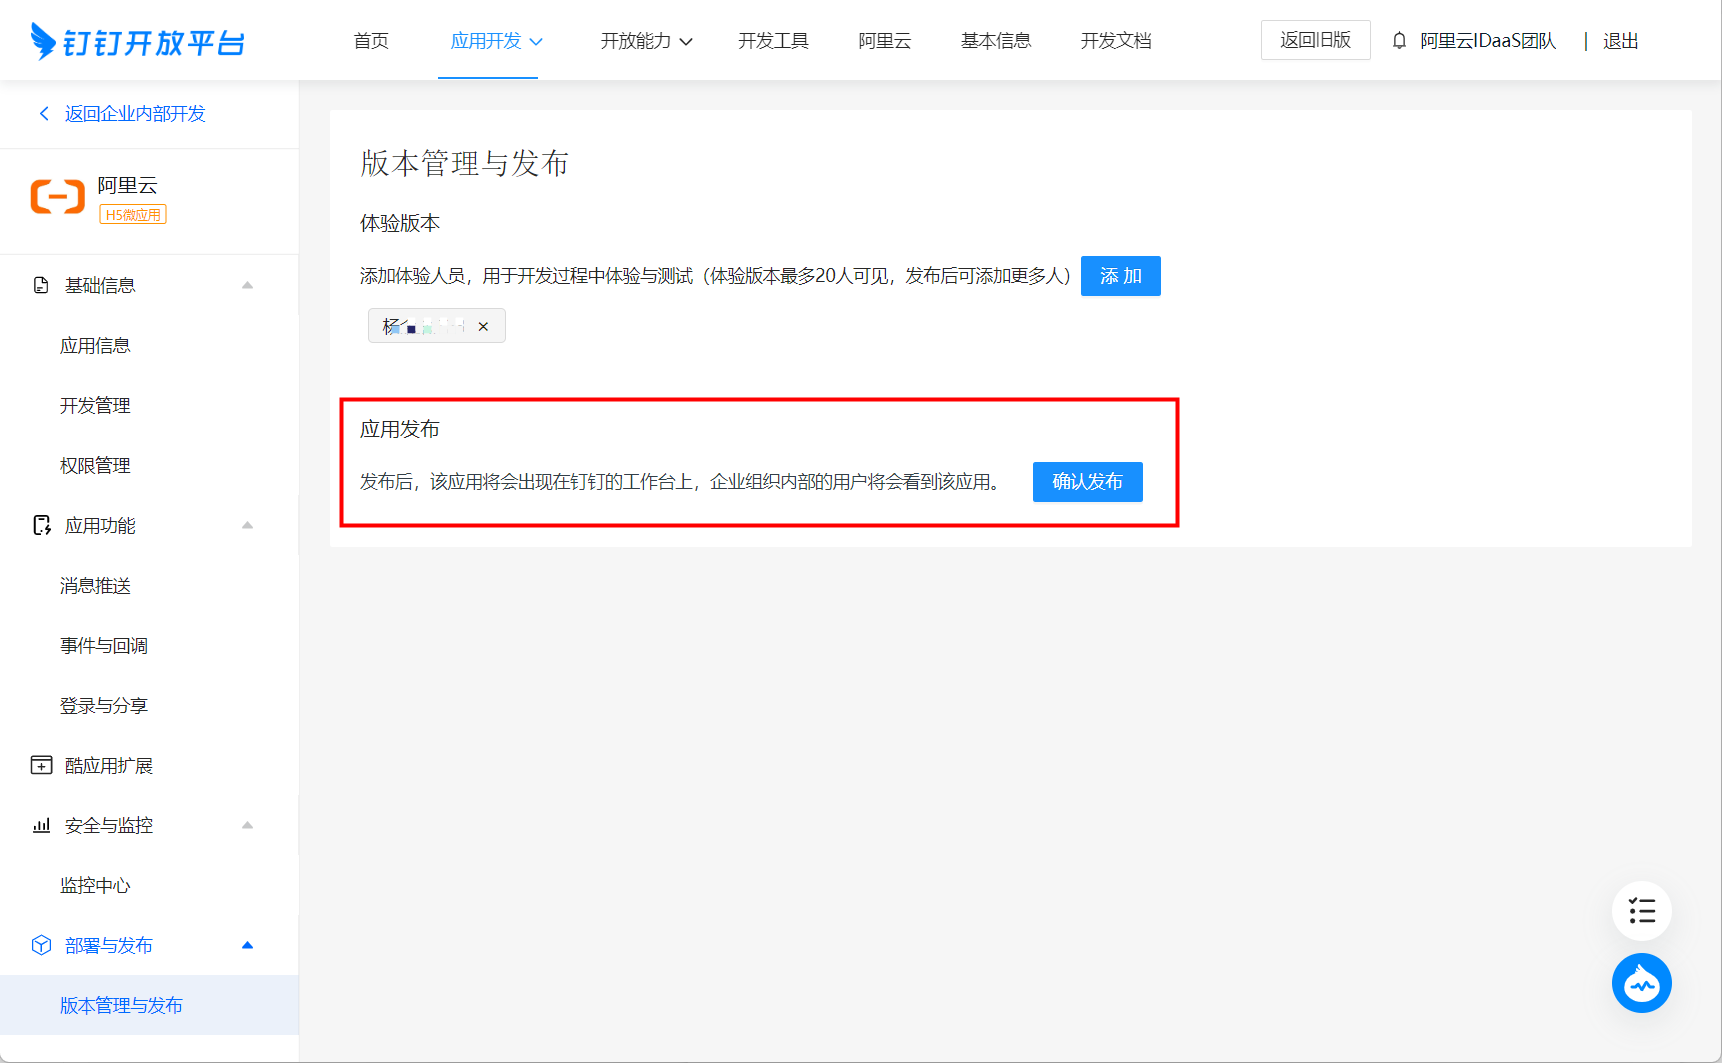 钉钉开放平台
首页
应用开发
开放能力
开发工具
阿里云
基本信息
开发文档
返回旧版
阿里云IDaaS团队
退出
返回企业内部开发
阿里云
H5微应用
基础信息
应用信息
开发管理
权限管理
应用功能
消息推送
事件与回调
登录与分享
酷应用扩展
安全与监控
监控中心
部署与发布
版本管理与发布
版本管理与发布
体验版本
添加体验人员，用于开发过程中体验与测试（体验版本最多20人可见，发布后可添加更多人）
添 加
杨
应用发布
发布后，该应用将会出现在钉钉的工作台上，企业组织内部的用户将会看到该应用。
确认发布